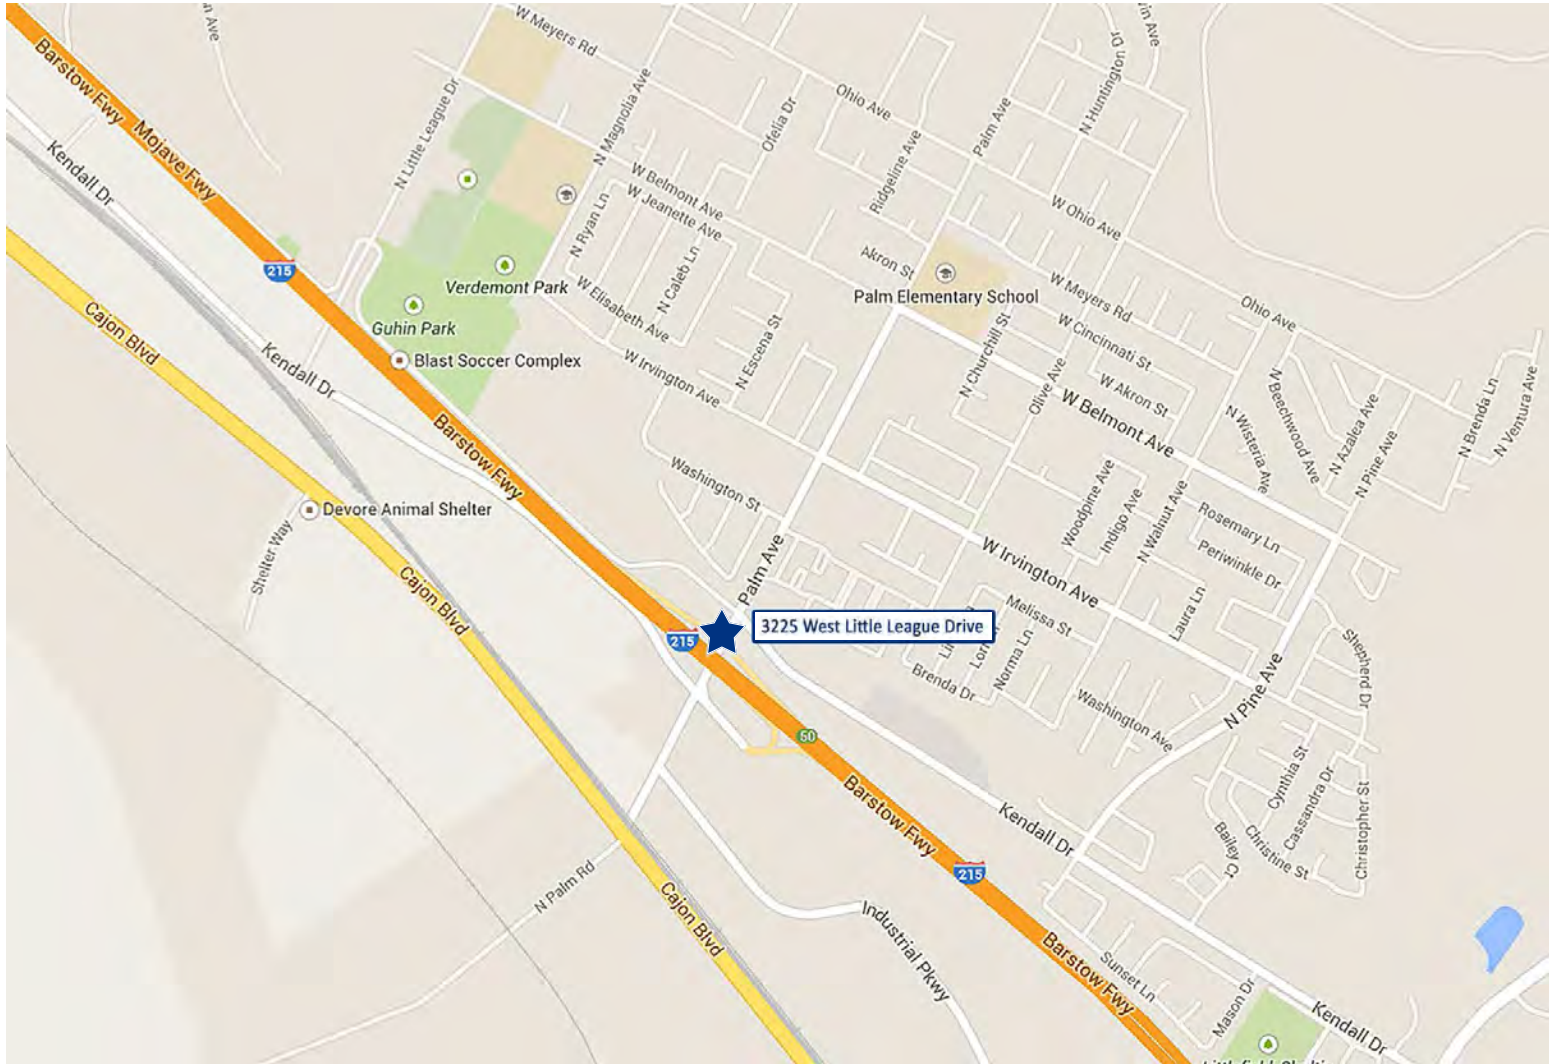 W Meyers Rd
Barstow Fwy
Mojave Fwy
Kendall Dr
N Little League Dr
N Magnolia Ave
Ofelia Dr
Ohio Ave
Ridgeline Ave
Palm Ave
N Huntington Dr
W Belmont Ave
W Jeanette Ave
N Ryan Ln
N Caleb Ln
W Ohio Ave
Akron St
215
Verdemont Park
W Elisabeth Ave
Palm Elementary School
W Meyers Rd
Ohio Ave
Guhin Park
Cajon Blvd
Kendall Dr
Blast Soccer Complex
W Irvington Ave
N Escena St
N Churchill St
W Cincinnati St
Olive Ave
W Akron St
W Belmont Ave
N Wisteria Ave
N Beechwood Ave
N Azalea Ave
N Pine Ave
N Brenda Ln
N Ventura Ave
Barstow Fwy
Washington St
Devore Animal Shelter
Shelter Way
Woodpine Ave
Indigo Ave
N Walnut Ave
Rosemary Ln
Periwinkle Dr
Cajon Blvd
Palm Ave
W Irvington Ave
Melissa St
Laura Ln
215
3225 West Little League Drive
Norma Ln
Brenda Dr
Washington Ave
N Pine Ave
Shepherd Dr
50
Barstow Fwy
Kendall Dr
Cynthia St
Cassandra Dr
Christopher St
Bailey Ct
Christine St
215
N Palm Rd
Cajon Blvd
Industrial Pkwy
Barstow Fwy
Sunset Ln
Mason Dr
Kendall Dr